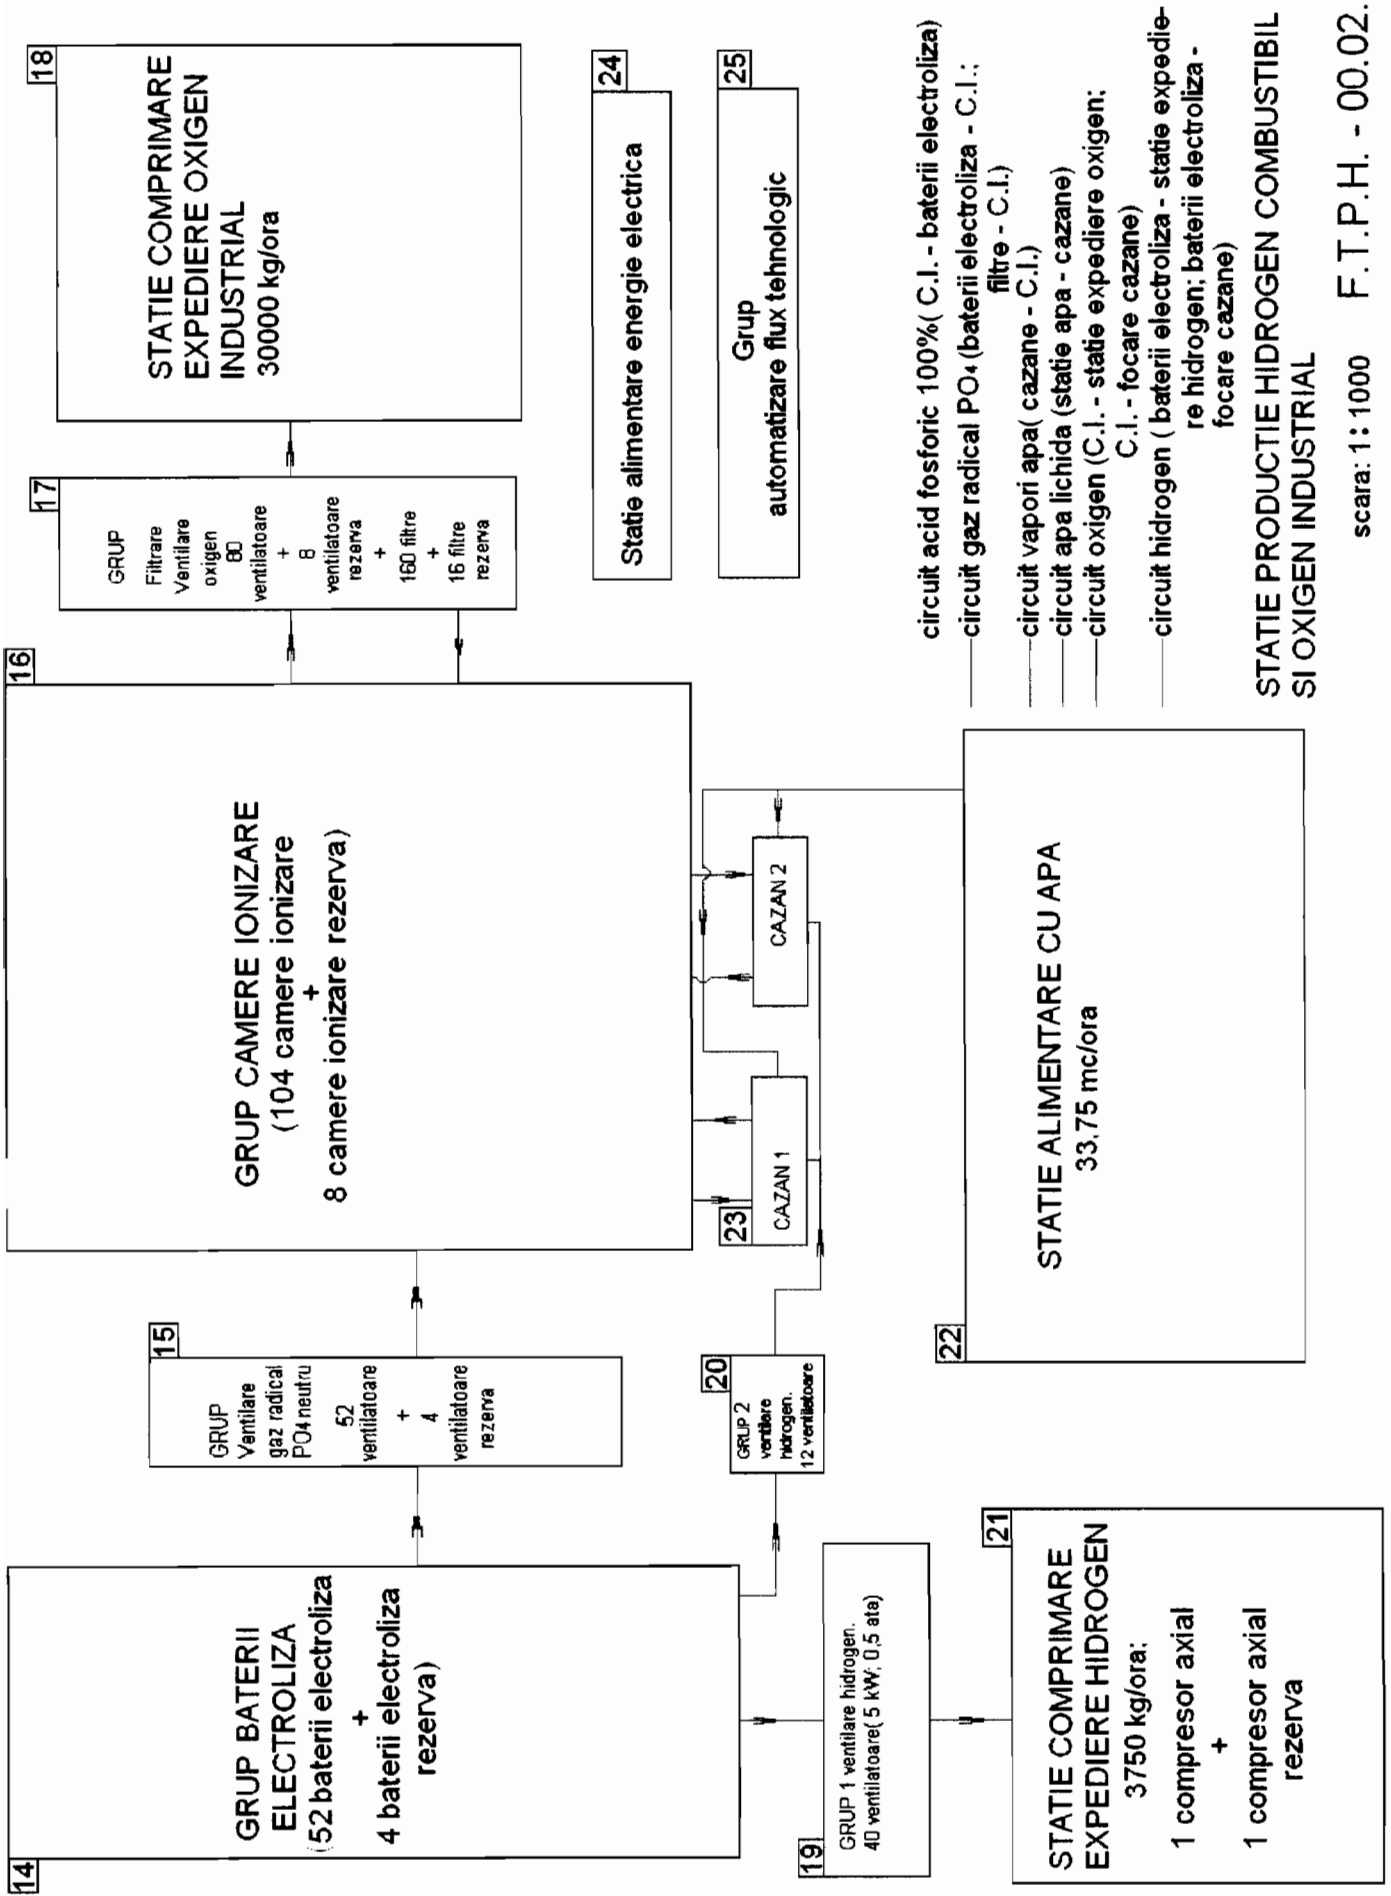 14
GRUP BATERII
ELECTROLIZA
(52 baterii electroliza
+
4 baterii electroliza
rezerva)
15
GRUP
Ventilare
gaz radical
PO4 neutru
52
ventilatoare
+
4
ventilatoare
rezerva
16
GRUP CAMERE IONIZARE
(104 camere ionizare
+
8 camere ionizare rezerva)
17
GRUP
Filtrare
Ventilare
oxigen
80
ventilatoare
+
8
ventilatoare
rezerva
+
160 filtre
+
16 filtre
rezerva
18
STATIE COMPRIMARE
EXPEDIERE OXIGEN
INDUSTRIAL
30000 kg/ora
19
GRUP 1 ventilare hidrogen.
40 ventilatoare( 5 kW; 0,5 ata)
20
GRUP 2
ventilare
hidrogen.
12 ventilatoare
23
CAZAN 1
CAZAN 2
24
Statie alimentare energie electrica
25
Grup
automatizare flux tehnologic
21
STATIE COMPRIMARE
EXPEDIERE HIDROGEN
3750 kg/ora;
1 compresor axial
+
1 compresor axial
rezerva
22
STATIE ALIMENTARE CU APA
33,75 mc/ora
circuit acid fosforic 100%( C.I. - baterii electroliza)
circuit gaz radical PO4 (baterii electroliza - C.I.;
filtre - C.I.)
circuit vapori apa( cazane - C.I.)
circuit apa lichida (statie apa - cazane)
circuit oxigen (C.I. - statie expediere oxigen;
C.I. - focare cazane)
circuit hidrogen ( baterii electroliza - statie expedie-
re hidrogen; baterii electroliza -
focare cazane)
STATIE PRODUCTIE HIDROGEN COMBUSTIBIL
SI OXIGEN INDUSTRIAL
scara: 1:1000 F.T.P.H. - 00.02.